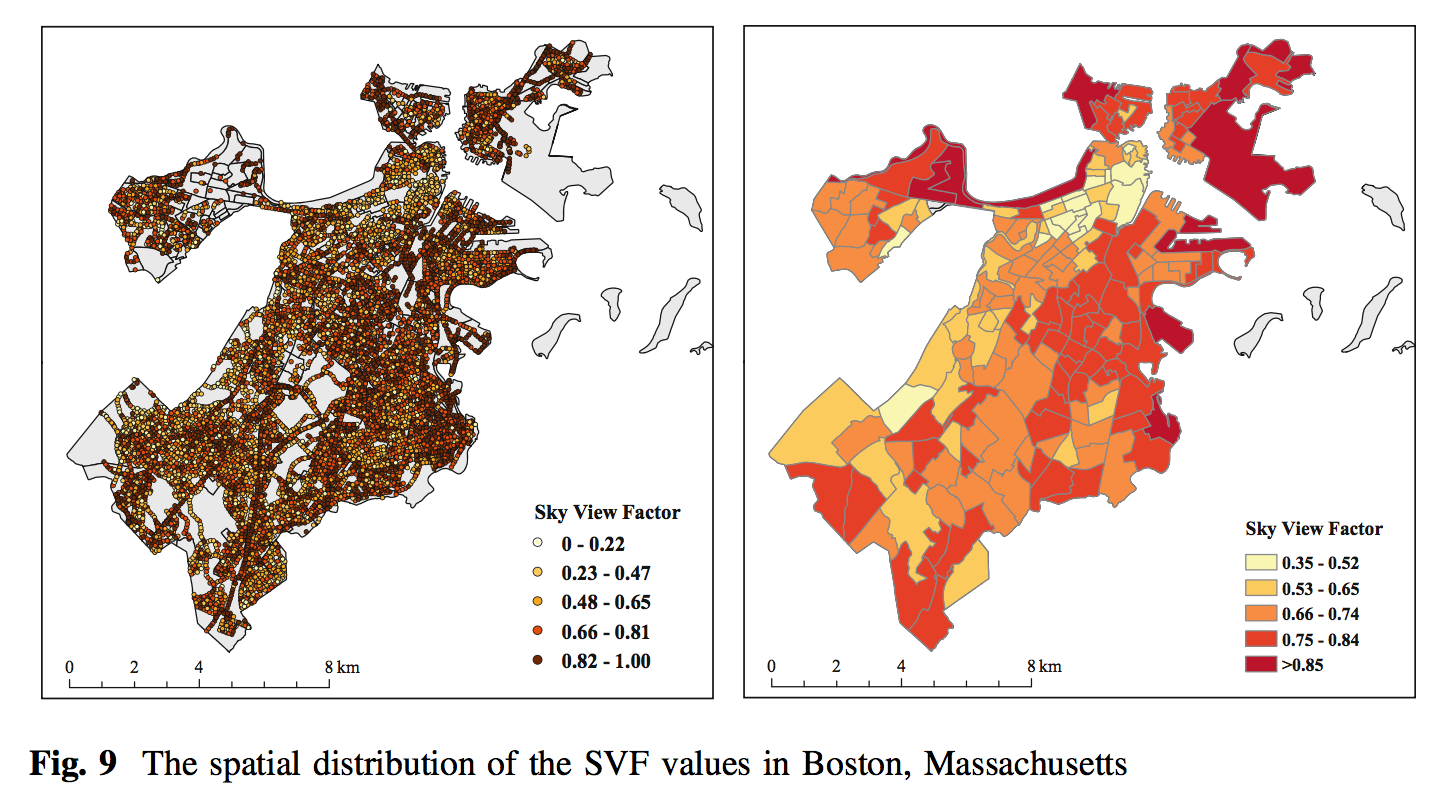 Sky View Factor
0 - 0.22
0.23 - 0.47
0.48 - 0.65
0.66 - 0.81
0.82 - 1.00
0 2 4 8 km
Sky View Factor
0.35 - 0.52
0.53 - 0.65
0.66 - 0.74
0.75 - 0.84
>0.85
0 2 4 8 km
Fig. 9 The spatial distribution of the SVF values in Boston, Massachusetts